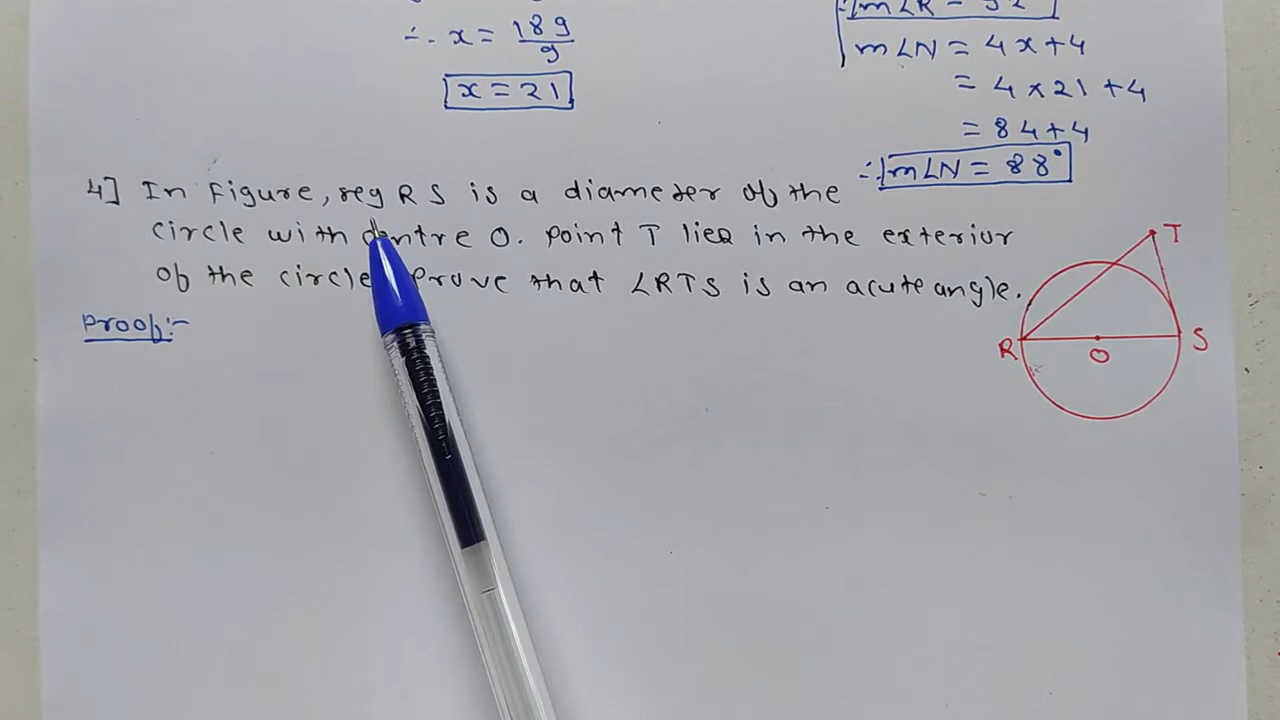 ∴ x = 189/9
x = 21
m∠N = 4x+4
= 4×21+4
= 84+4
∴ m∠N = 88°
4] In Figure, seg RS is a diameter of the
circle with centre O. point T lies in the exterior
of the circle prove that ∠RTS is an acute angle.
Proof:-
T
R
O
S